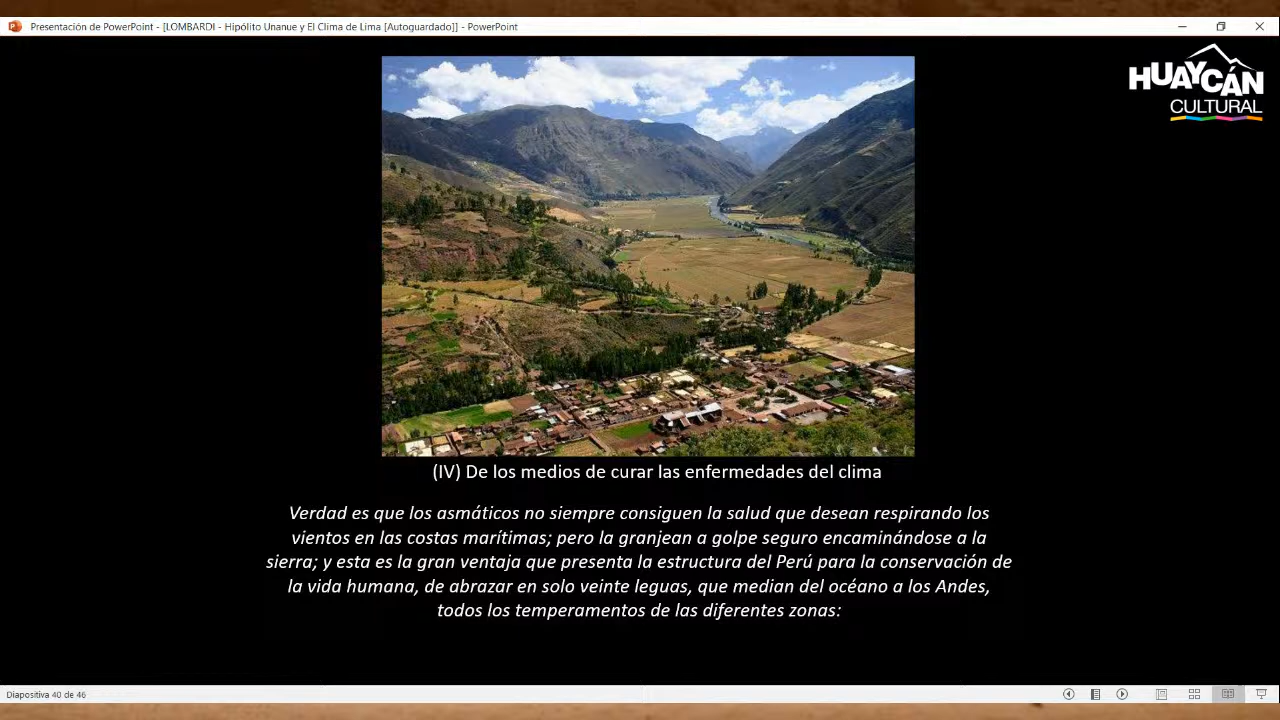 Presentación de PowerPoint - [LOMBARDI - Hipólito Unanue y El Clima de Lima [Autoguardado]] - PowerPoint
HUAYCÁN
CULTURAL
(IV) De los medios de curar las enfermedades del clima
Verdad es que los asmáticos no siempre consiguen la salud que desean respirando los
vientos en las costas marítimas; pero la granjean a golpe seguro encaminándose a la
sierra; y esta es la gran ventaja que presenta la estructura del Perú para la conservación de
la vida humana, de abrazar en solo veinte leguas, que median del océano a los Andes,
todos los temperamentos de las diferentes zonas:
Diapositiva 40 de 46